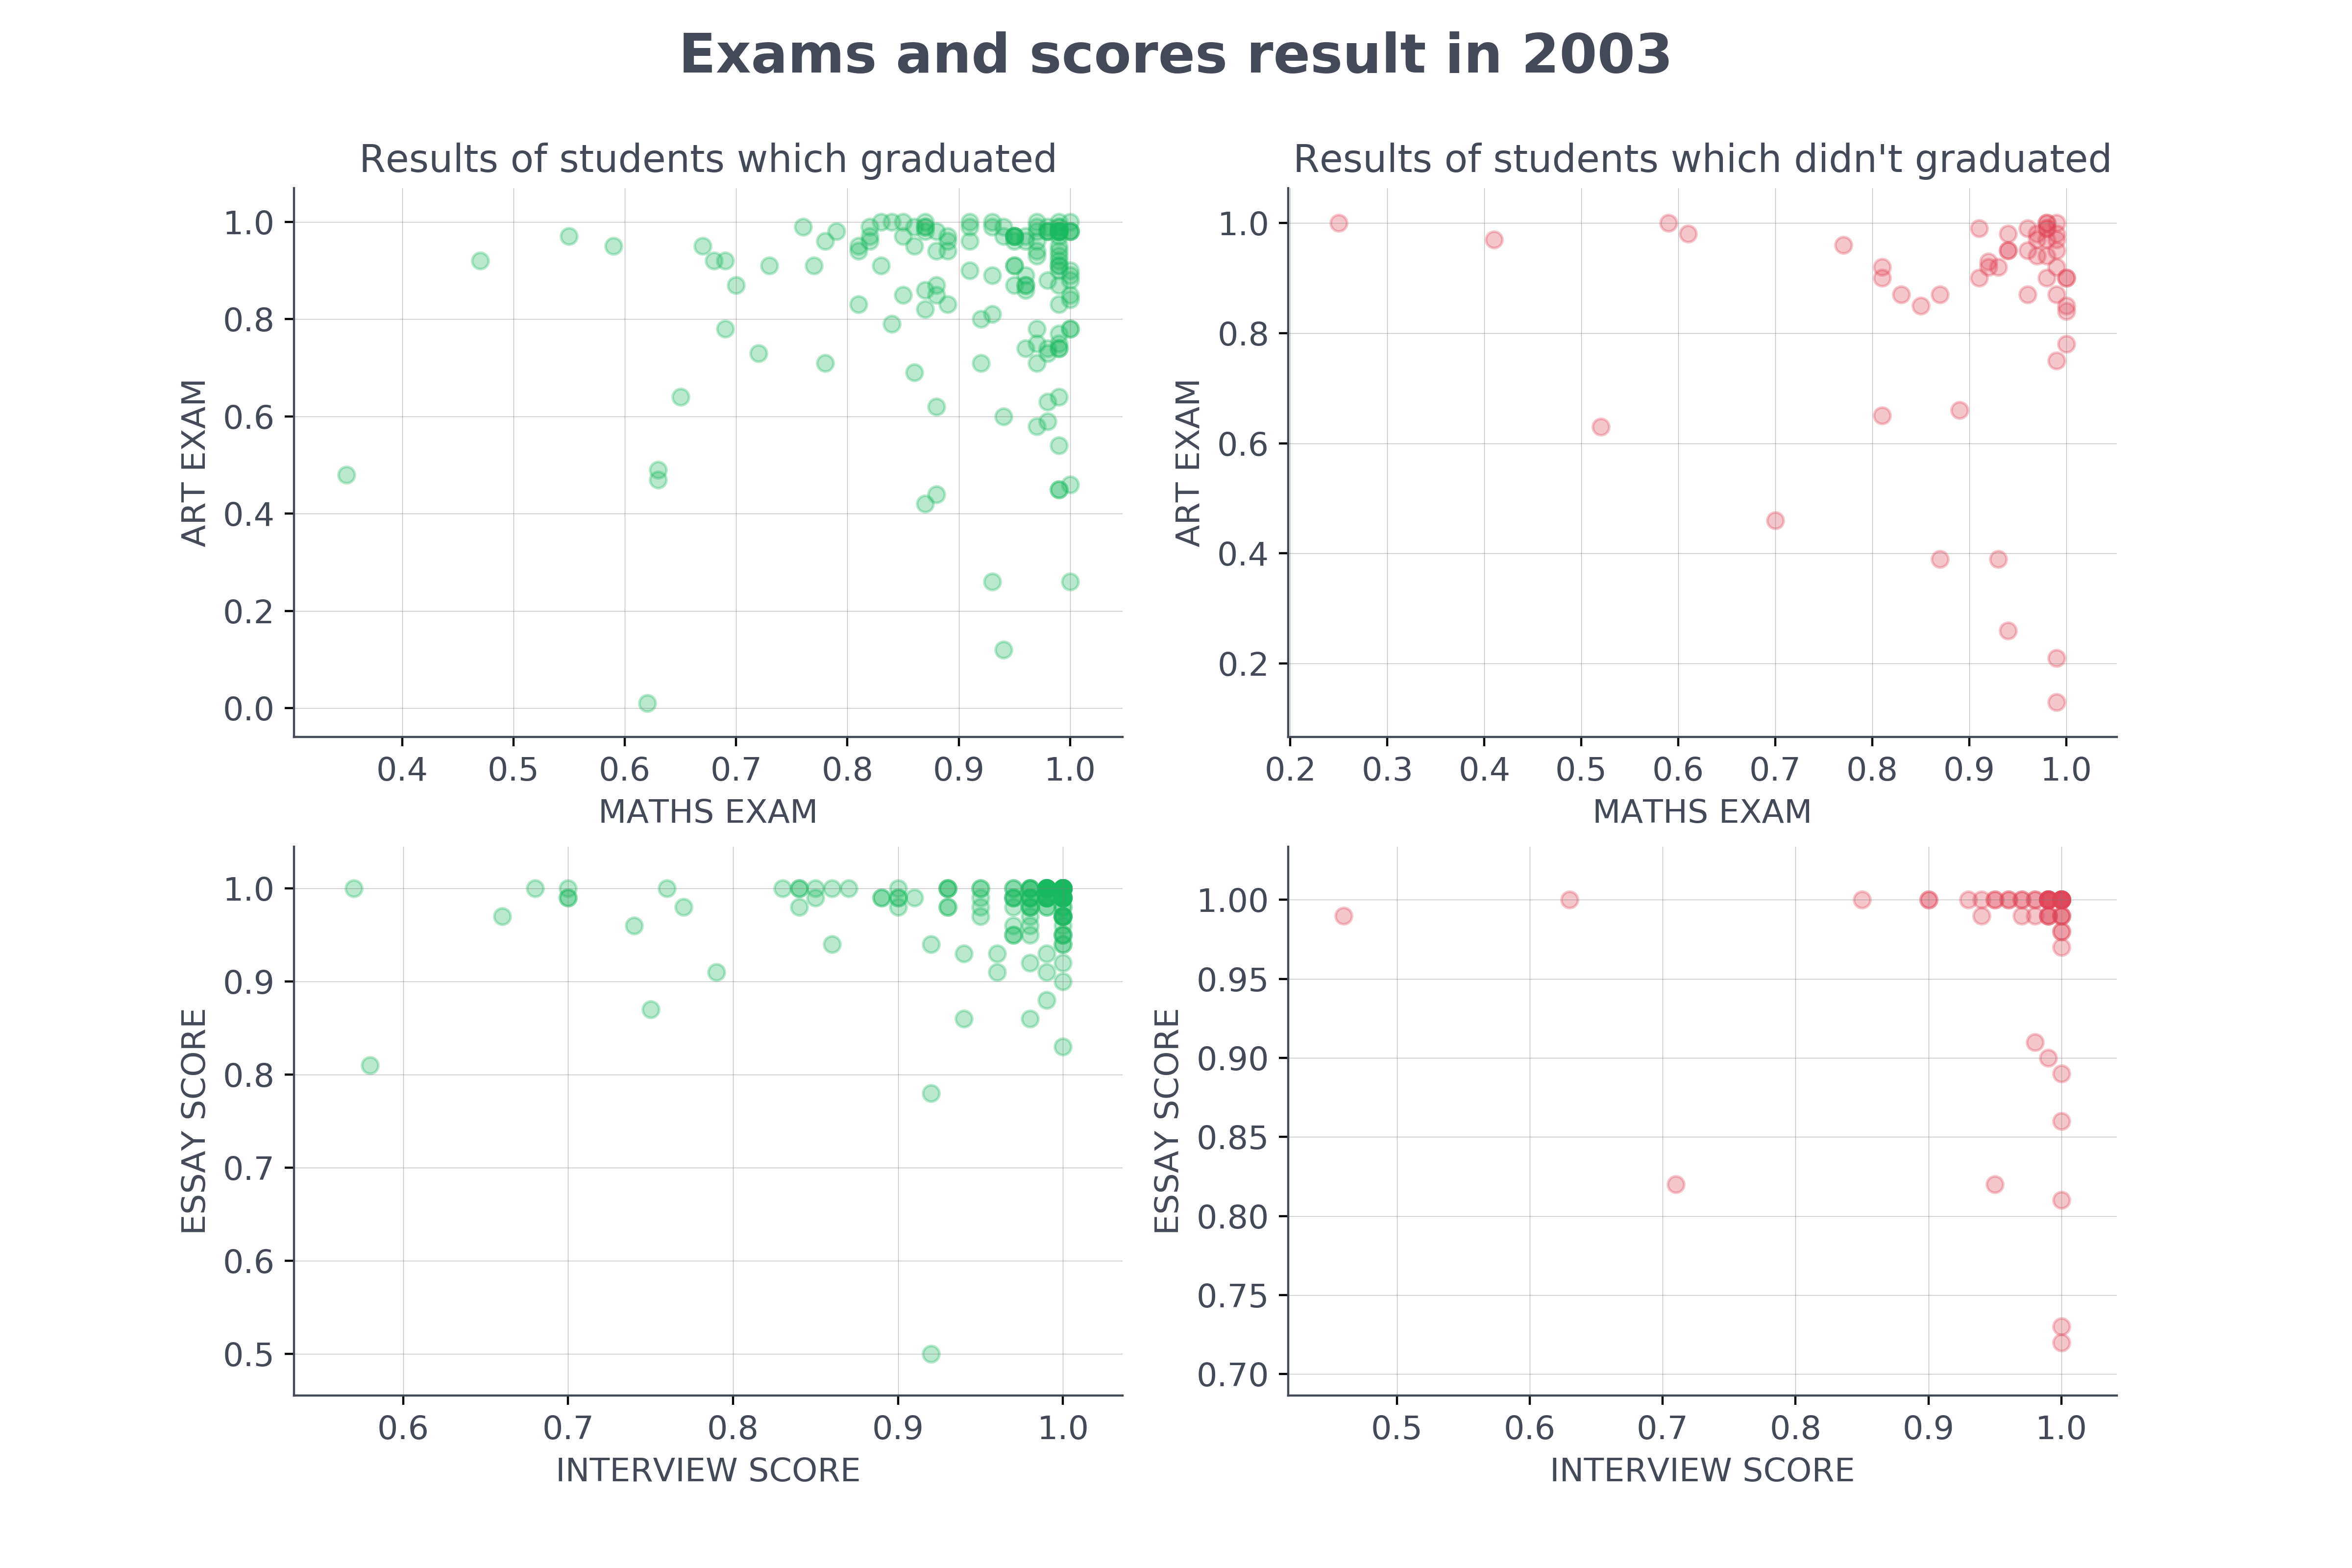 Exams and scores result in 2003
Results of students which graduated
ART EXAM
1.0
0.8
0.6
0.4
0.2
0.0
0.4 0.5 0.6 0.7 0.8 0.9 1.0
MATHS EXAM
Results of students which didn't graduated
ART EXAM
1.0
0.8
0.6
0.4
0.2
0.2 0.3 0.4 0.5 0.6 0.7 0.8 0.9 1.0
MATHS EXAM
ESSAY SCORE
1.0
0.9
0.8
0.7
0.6
0.5
0.6 0.7 0.8 0.9 1.0
INTERVIEW SCORE
ESSAY SCORE
1.00
0.95
0.90
0.85
0.80
0.75
0.70
0.5 0.6 0.7 0.8 0.9 1.0
INTERVIEW SCORE